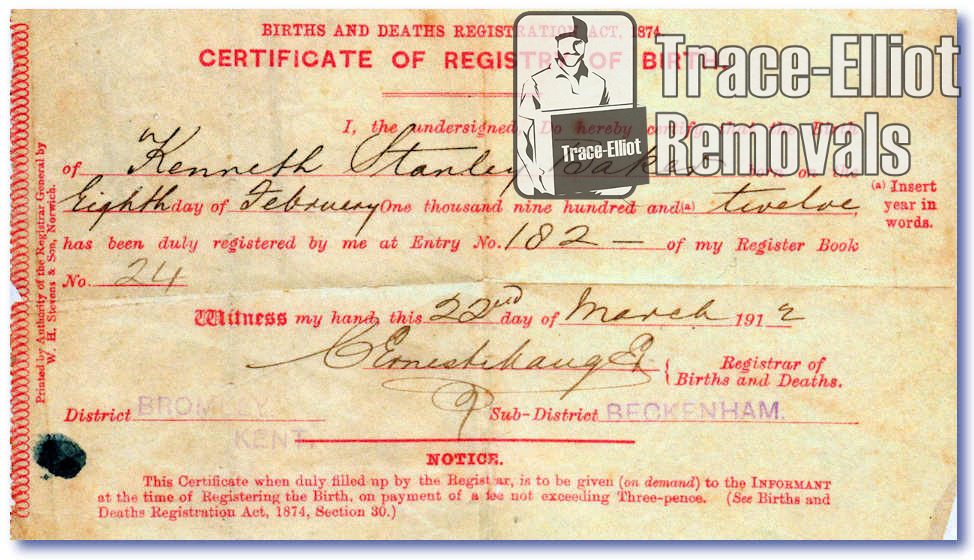 BIRTHS AND DEATHS REGISTRATION ACT, 1874.
CERTIFICATE OF REGISTRY OF BIRTH.
Trace-Elliot
Removals
Trace-Elliot
I, the undersigned, Do hereby certify that the Birth
of Kenneth Stanley Baker born on the
Eighth day of February One thousand nine hundred and (a) twelve
(a) Insert
year in
words.
has been duly registered by me at Entry No. 182 — of my Register Book
No. 24
Witness my hand, this 22nd day of March 1912
Registrar of
Births and Deaths.
District BROMLEY
KENT.
Sub-District BECKENHAM.
NOTICE.
This Certificate when duly filled up by the Registrar, is to be given (on demand) to the INFORMANT
at the time of Registering the Birth, on payment of a fee not exceeding Three-pence. (See Births and
Deaths Registration Act, 1874, Section 30.)
Printed by Authority of the Registrar General by
W. H. Stevens & Son, Norwich.